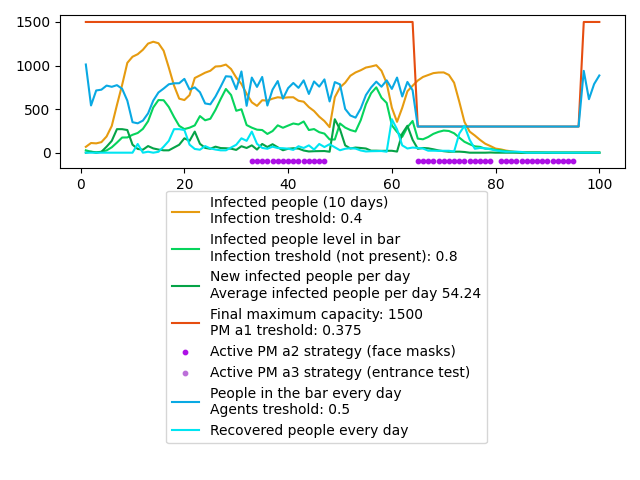 1500
1000
500
0
0 20 40 60 80 100
Infected people (10 days)
Infection treshold: 0.4
Infected people level in bar
Infection treshold (not present): 0.8
New infected people per day
Average infected people per day 54.24
Final maximum capacity: 1500
PM a1 treshold: 0.375
Active PM a2 strategy (face masks)
Active PM a3 strategy (entrance test)
People in the bar every day
Agents treshold: 0.5
Recovered people every day